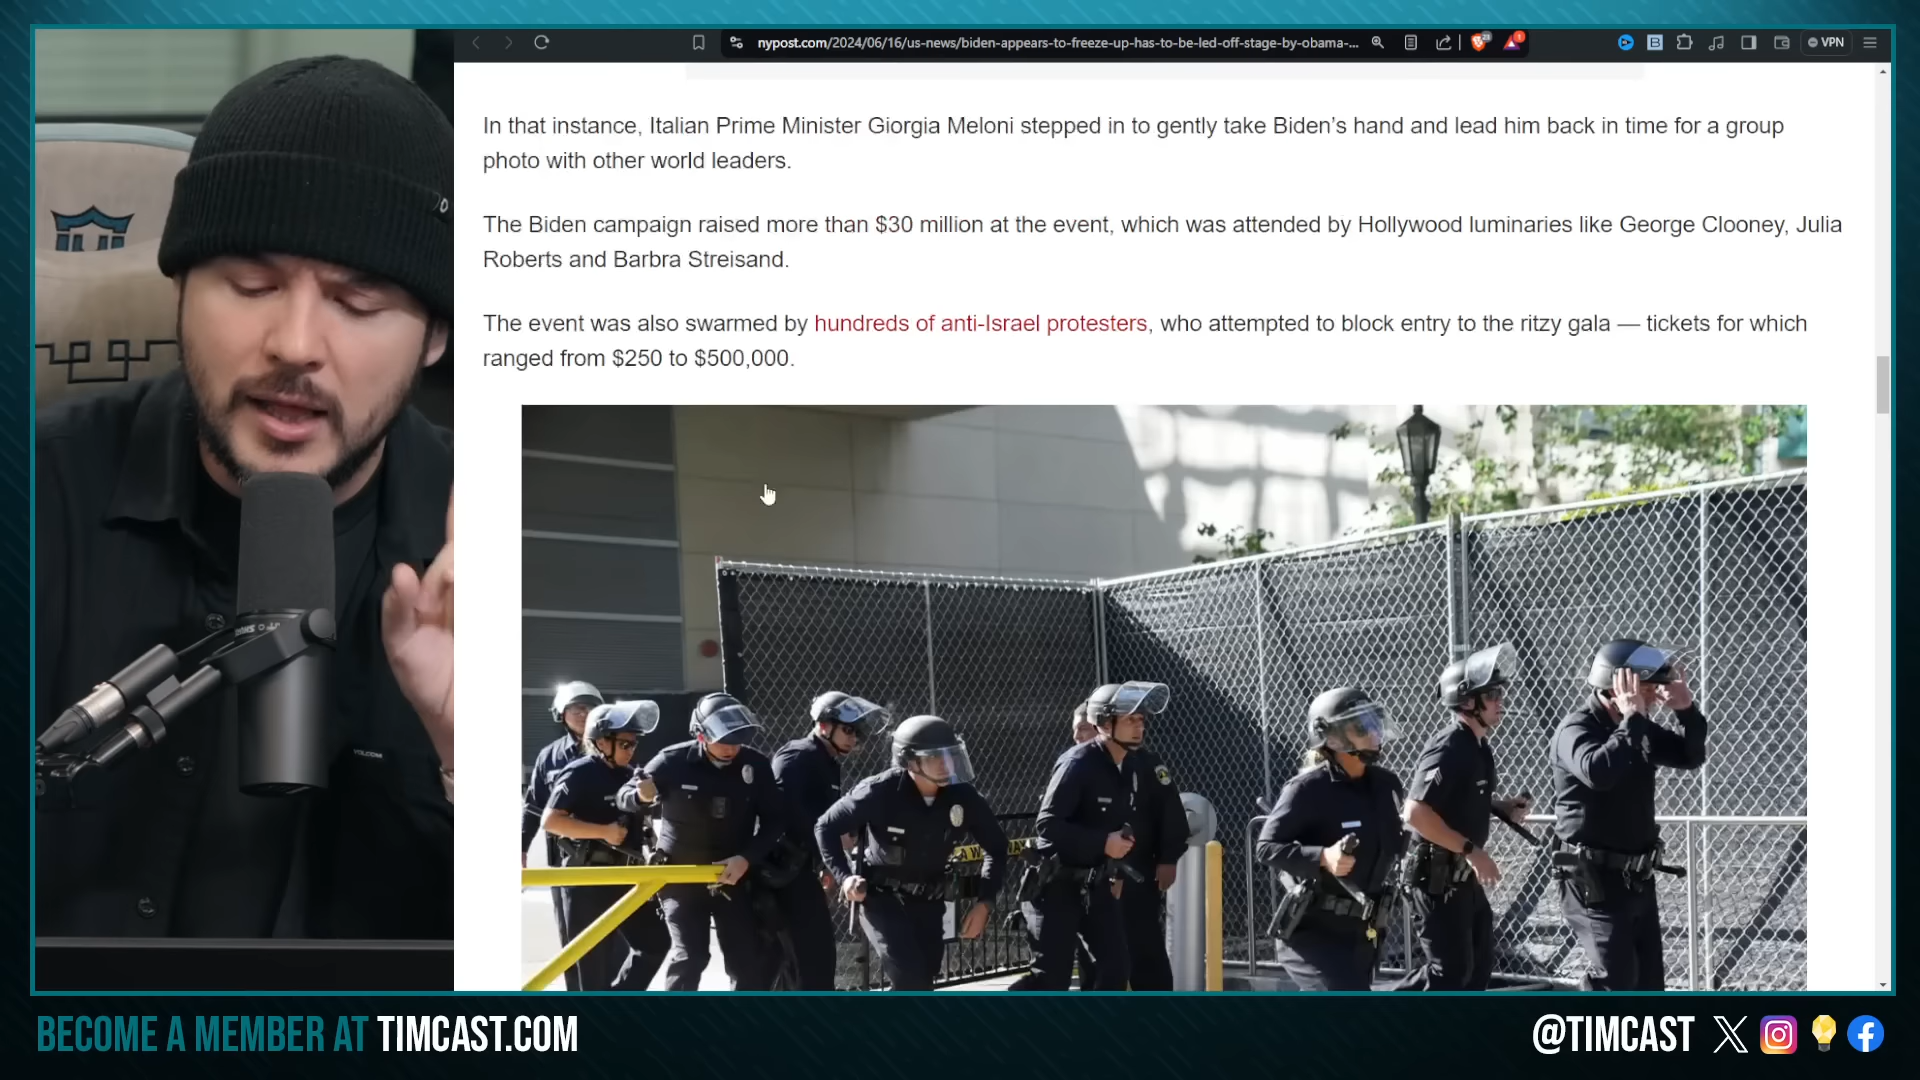 nypost.com/2024/06/16/us-news/biden-appears-to-freeze-up-has-to-be-led-off-stage-by-obama-...
VPN
In that instance, Italian Prime Minister Giorgia Meloni stepped in to gently take Biden’s hand and lead him back in time for a group
photo with other world leaders.
The Biden campaign raised more than $30 million at the event, which was attended by Hollywood luminaries like George Clooney, Julia
Roberts and Barbra Streisand.
The event was also swarmed by hundreds of anti-Israel protesters, who attempted to block entry to the ritzy gala — tickets for which
ranged from $250 to $500,000.
VOLCOM
BECOME A MEMBER AT TIMCAST.COM
@TIMCAST